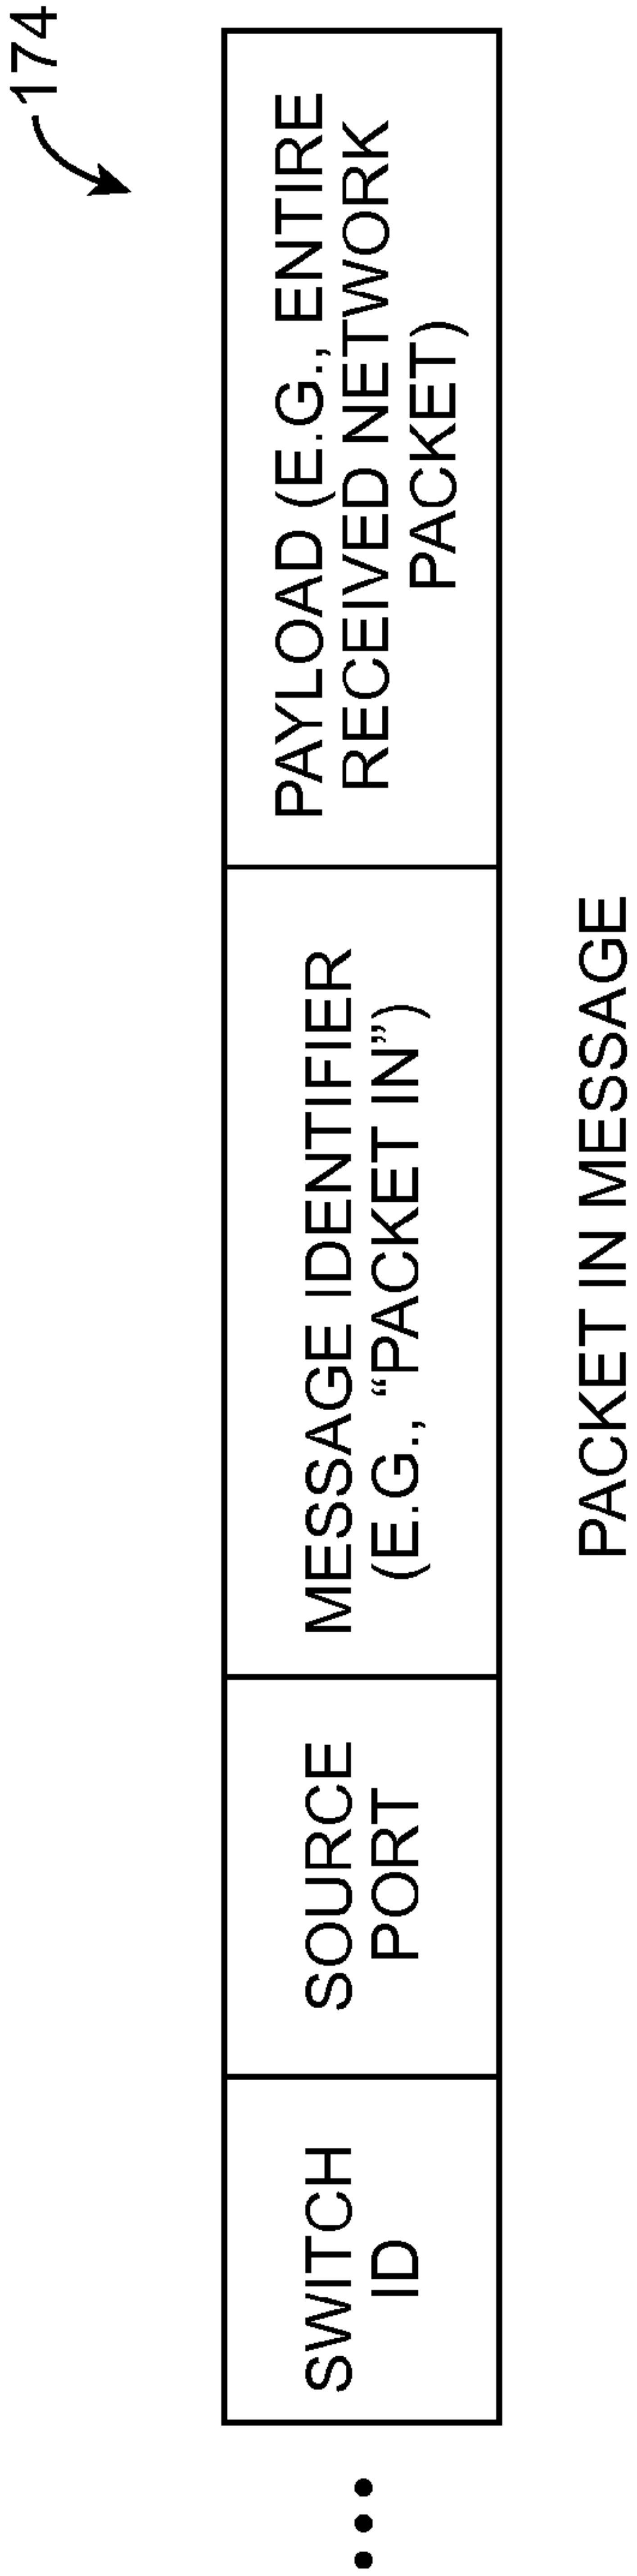 174
SWITCH
ID
SOURCE
PORT
MESSAGE IDENTIFIER
(E.G., “PACKET IN”)
PAYLOAD (E.G., ENTIRE
RECEIVED NETWORK
PACKET)
PACKET IN MESSAGE